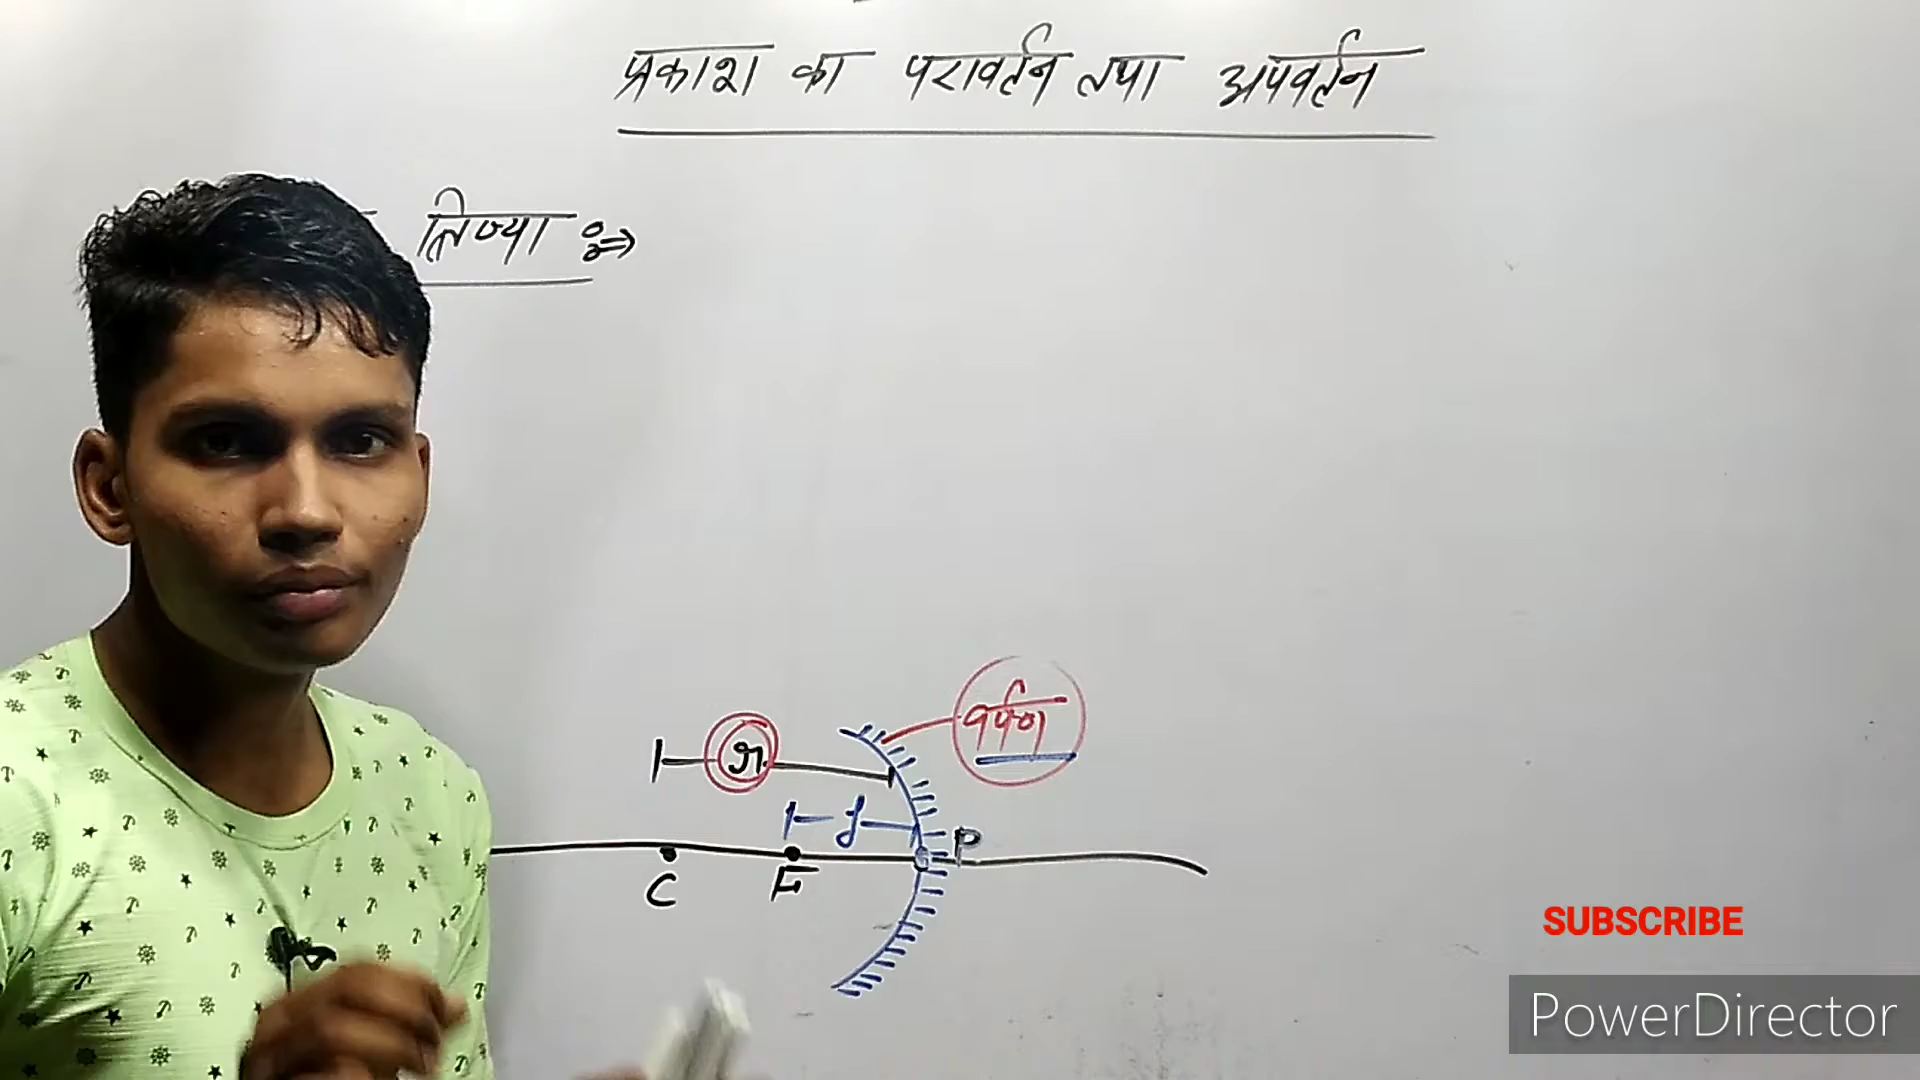 प्रकाश का परावर्तन तथा अपवर्तन
त्रिज्या
दर्पण
f
P
C
F
SUBSCRIBE
PowerDirector